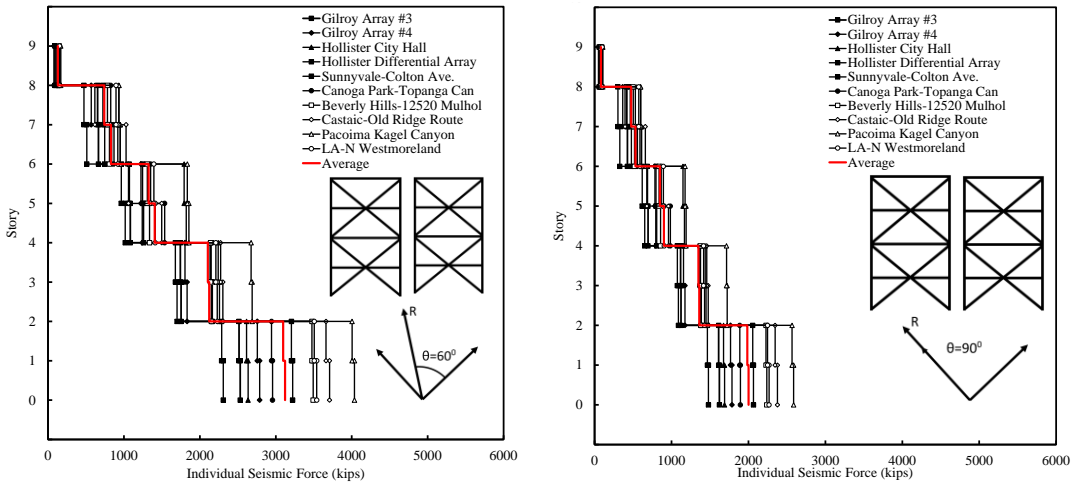 Gilroy Array #3
Gilroy Array #4
Hollister City Hall
Hollister Differential Array
Sunnyvale-Colton Ave.
Canoga Park-Topanga Can
Beverly Hills-12520 Mulhol
Castaic-Old Ridge Route
Pacoima Kagel Canyon
LA-N Westmoreland
Average
9
8
7
6
5
4
3
2
1
0
Story
R
θ=60⁰
0 1000 2000 3000 4000 5000 6000
Individual Seismic Force (kips)
Gilroy Array #3
Gilroy Array #4
Hollister City Hall
Hollister Differential Array
Sunnyvale-Colton Ave.
Canoga Park-Topanga Can
Beverly Hills-12520 Mulhol
Castaic-Old Ridge Route
Pacoima Kagel Canyon
LA-N Westmoreland
Average
9
8
7
6
5
4
3
2
1
0
Story
R
θ=90⁰
0 1000 2000 3000 4000 5000 6000
Individual Seismic Force (kips)